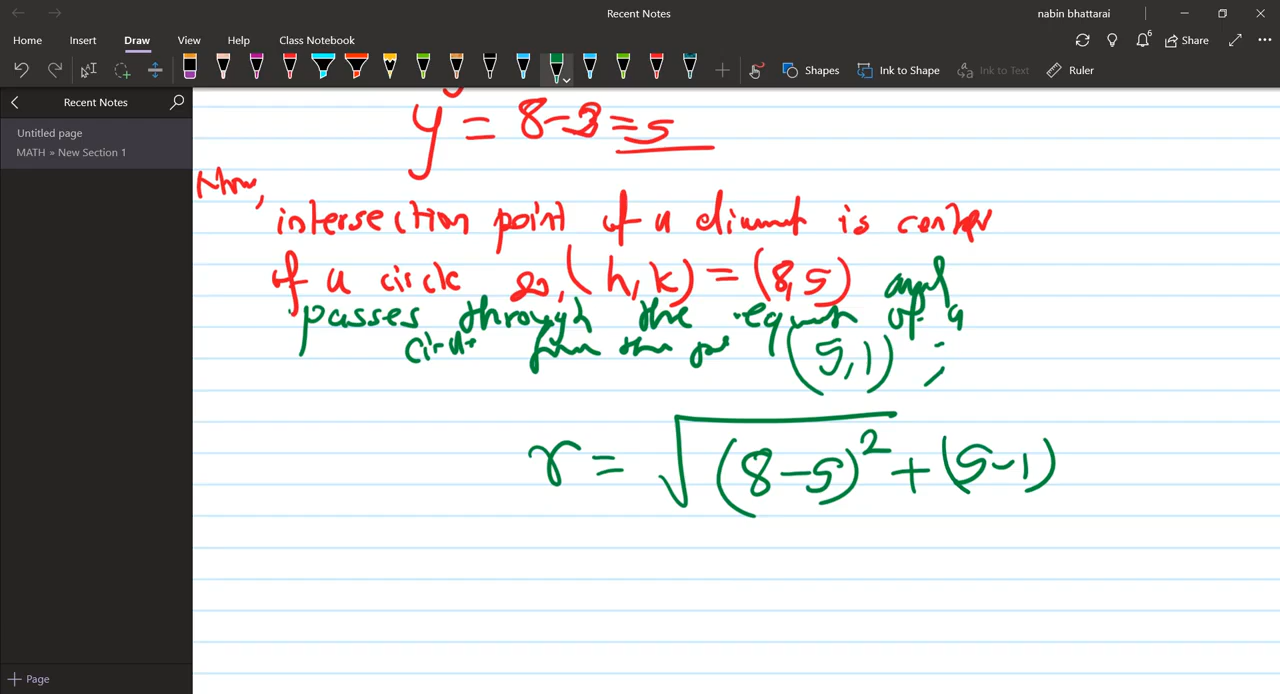 Recent Notes
nabin bhattarai
Home Insert Draw View Help Class Notebook
6 Share
Shapes Ink to Shape Ink to Text Ruler
Recent Notes
Untitled page
MATH » New Section 1
y = 8-3 = 5
Now,
intersection point of a is
of a circle so, (h, k) = (8, 5) and
passes through the of a
(5, 1) ;
r = √(8-5)² + (5-1)
Page